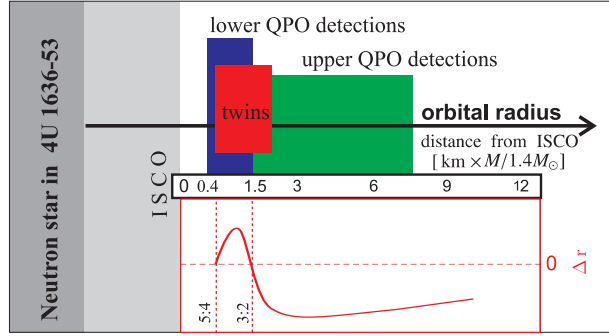 lower QPO detections
upper QPO detections
twins
orbital radius
distance from ISCO
[ km × M/1.4M⊙]
Neutron star in 4U 1636-53
ISCO
0 0.4 1.5 3 6 9 12
0
Δ r
5:4
3:2